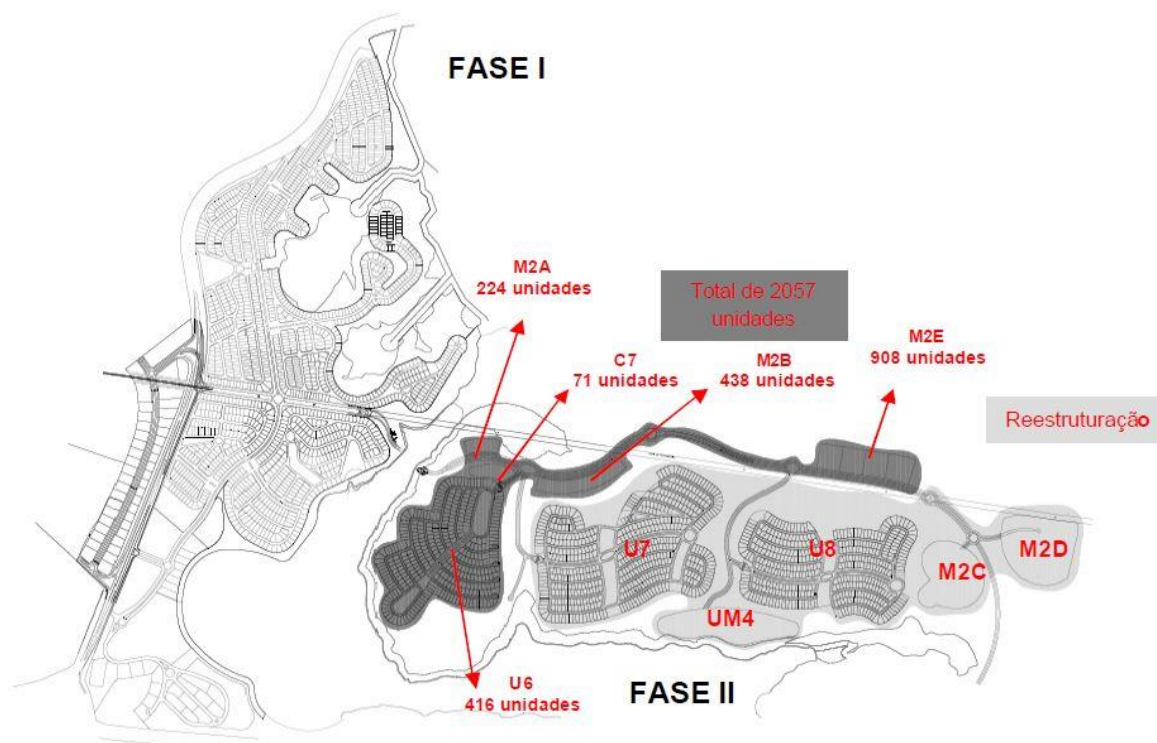 FASE I
M2A
224 unidades
Total de 2057
unidades
M2E
908 unidades
C7
71 unidades
M2B
438 unidades
Reestruturação
U7
U8
M2C
M2D
UM4
U6
416 unidades
FASE II